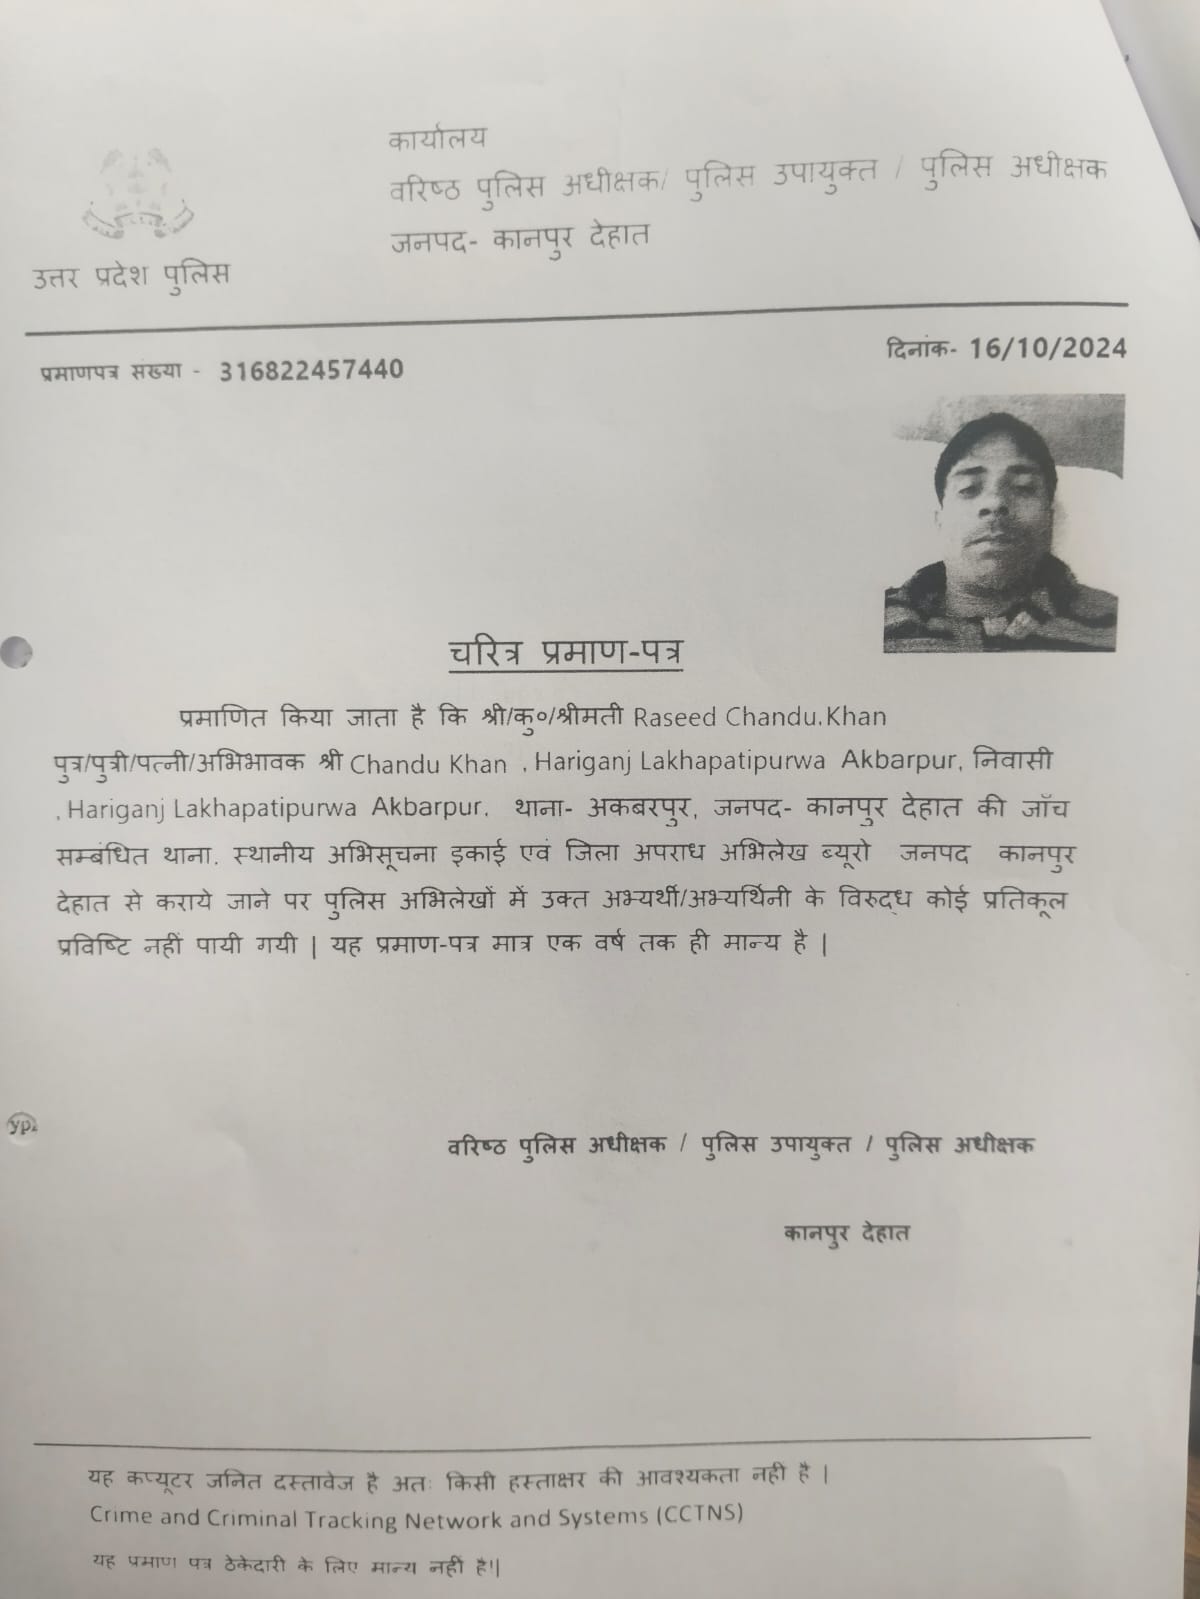 कार्यालय
वरिष्ठ पुलिस अधीक्षक/ पुलिस उपायुक्त / पुलिस अधीक्षक
जनपद- कानपुर देहात
उत्तर प्रदेश पुलिस
दिनांक- 16/10/2024
प्रमाणपत्र संख्या - 316822457440
चरित्र प्रमाण-पत्र
प्रमाणित किया जाता है कि श्री/कु०/श्रीमती Raseed Chandu.Khan
पुत्र/पुत्री/पत्नी/अभिभावक श्री Chandu Khan , Hariganj Lakhapatipurwa Akbarpur, निवासी
, Hariganj Lakhapatipurwa Akbarpur, थाना- अकबरपुर, जनपद- कानपुर देहात की जॉच
सम्बंधित थाना, स्थानीय अभिसूचना इकाई एवं जिला अपराध अभिलेख ब्यूरो जनपद कानपुर
देहात से कराये जाने पर पुलिस अभिलेखों में उक्त अभ्यर्थी/अभ्यर्थिनी के विरुद्ध कोई प्रतिकूल
प्रविष्टि नहीं पायी गयी | यह प्रमाण-पत्र मात्र एक वर्ष तक ही मान्य है |
वरिष्ठ पुलिस अधीक्षक / पुलिस उपायुक्त / पुलिस अधीक्षक
कानपुर देहात
यह कप्यूटर जनित दस्तावेज है अतः किसी हस्ताक्षर की आवश्यकता नही है |
Crime and Criminal Tracking Network and Systems (CCTNS)
यह प्रमाण पत्र ठेकेदारी के लिए मान्य नहीं है'|